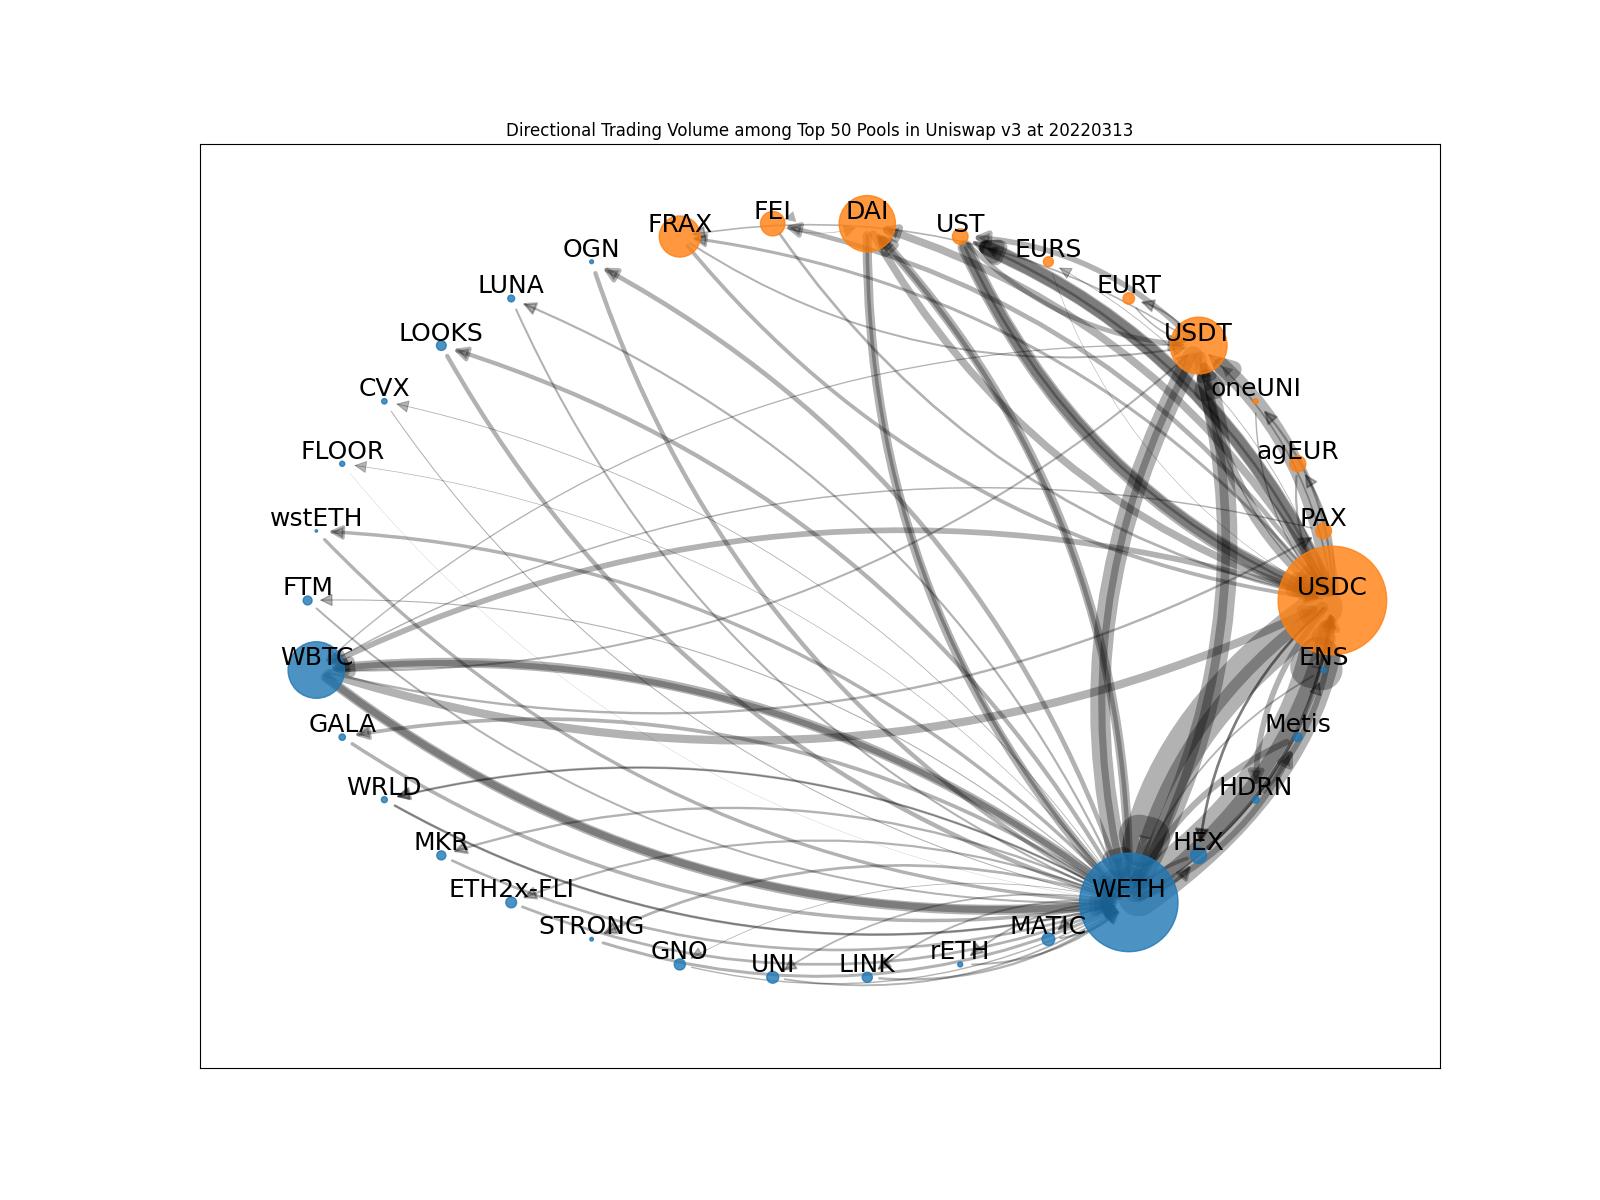 Directional Trading Volume among Top 50 Pools in Uniswap v3 at 20220313
FRAX
FEI
DAI
UST
OGN
EURS
LUNA
EURT
LOOKS
USDT
CVX
oneUNI
FLOOR
agEUR
wstETH
PAX
FTM
USDC
WBTC
ENS
GALA
Metis
WRLD
HDRN
MKR
HEX
ETH2x-FLI
WETH
STRONG
MATIC
GNO
rETH
UNI
LINK